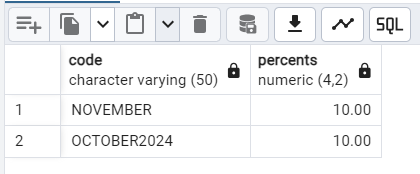 SQL
code percents
character varying (50) numeric (4,2)
1 NOVEMBER 10.00
2 OCTOBER2024 10.00